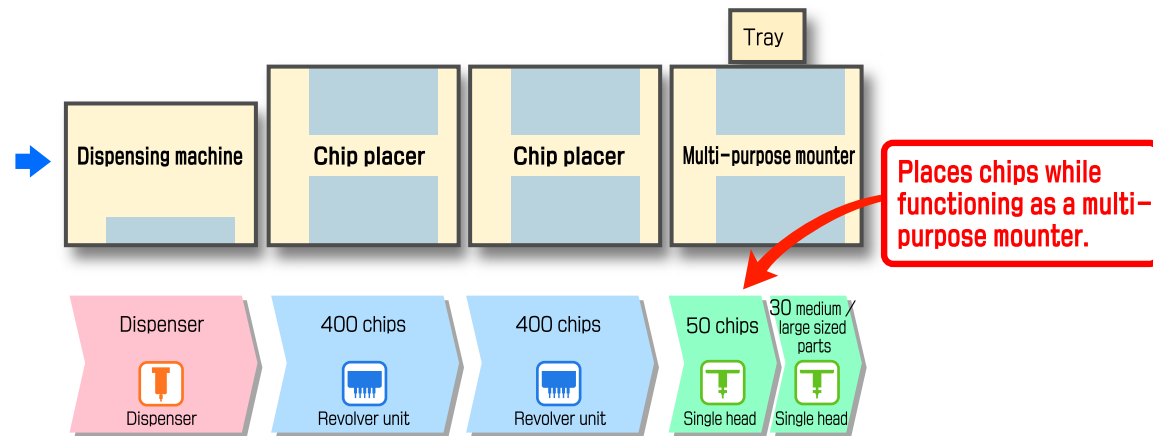 Tray
Dispensing machine
Chip placer
Chip placer
Multi-purpose mounter
Places chips while
functioning as a multi-
purpose mounter.
Dispenser
400 chips
400 chips
50 chips
30 medium /
large sized
parts
Dispenser
Revolver unit
Revolver unit
Single head
Single head